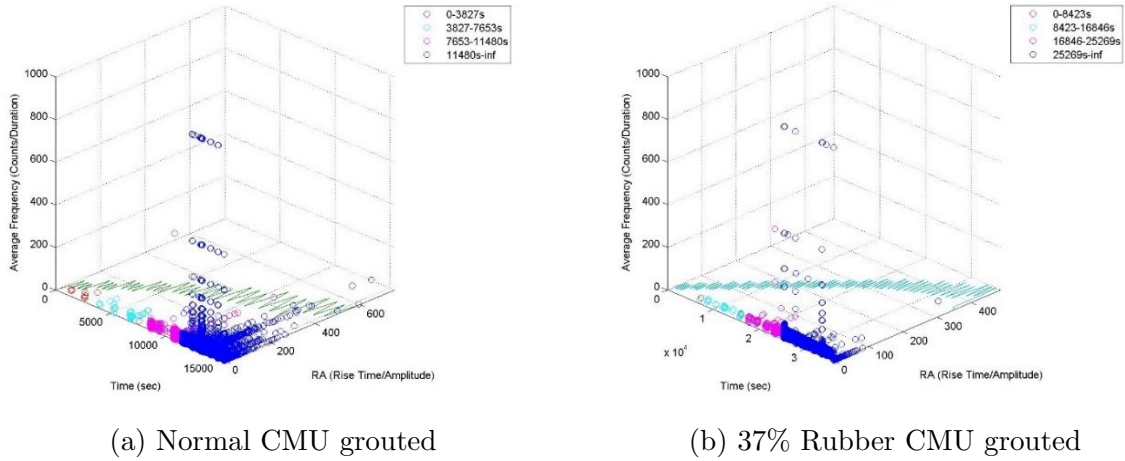 0-3827s
3827-7653s
7653-11480s
11480s-inf
1000
800
600
400
200
0
Average Frequency (Counts/Duration)
5000
10000
15000
Time (sec)
0
200
400
600
RA (Rise Time/Amplitude)
(a) Normal CMU grouted
0-8423s
8423-16846s
16846-25269s
25269s-inf
1000
800
600
400
200
0
Average Frequency (Counts/Duration)
0
1
2
3
x 10⁴
Time (sec)
0
100
200
300
400
RA (Rise Time/Amplitude)
(b) 37% Rubber CMU grouted